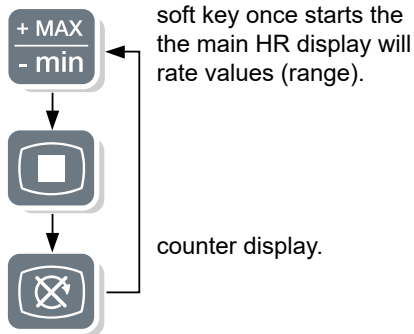 + MAX
- min
soft key once starts the
the main HR display will
rate values (range).
counter display.